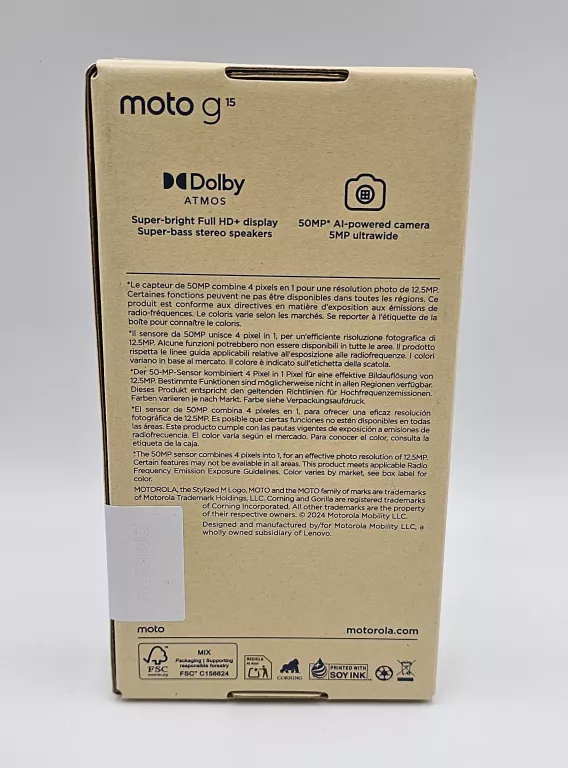 moto g 15
Dolby
ATMOS
Super-bright Full HD+ display
Super-bass stereo speakers
50MP* AI-powered camera
5MP ultrawide
*Le capteur de 50MP combine 4 pixels en 1 pour une résolution photo de 12.5MP.
Certaines fonctions peuvent ne pas être disponibles dans toutes les régions. Ce
produit est conforme aux directives en matière d'exposition aux émissions de
radio-fréquences. Le coloris varie selon les marchés. Se reporter à l'étiquette de la
boîte pour connaître le coloris.
*Il sensore da 50MP unisce 4 pixel in 1, per un'efficiente risoluzione fotografica di
12.5MP. Alcune funzioni potrebbero non essere disponibili in tutte le aree. Il prodotto
rispetta le linee guida applicabili relative all'esposizione alle radiofrequenze. I colori
variano in base al mercato. Il colore è indicato sull'etichetta della scatola.
*Der 50-MP-Sensor kombiniert 4 Pixel in 1 Pixel für eine effektive Bildauflösung von
12.5MP. Bestimmte Funktionen sind möglicherweise nicht in allen Regionen verfügbar.
Dieses Produkt entspricht den geltenden Richtlinien für Hochfrequenzemissionen.
Farben variieren je nach Markt. Farbe siehe Verpackungsaufdruck.
*El sensor de 50MP combina 4 píxeles en 1, para ofrecer una eficaz resolución
fotográfica de 12.5MP. Es posible que ciertas funciones no estén disponibles en todas
las áreas. Este producto cumple con las pautas vigentes de exposición a emisiones de
radiofrecuencia. El color varía según el mercado. Para conocer el color, consulta la
etiqueta de la caja.
*The 50MP sensor combines 4 pixels into 1, for an effective photo resolution of 12.5MP.
Certain features may not be available in all areas. This product meets applicable Radio
Frequency Emission Exposure Guidelines. Color varies by market, see box label for
color.
MOTOROLA, the Stylized M Logo, MOTO and the MOTO family of marks are trademarks
of Motorola Trademark Holdings, LLC. Corning and Gorilla are registered trademarks
of Corning Incorporated. All other trademarks are the property
of their respective owners. © 2024 Motorola Mobility LLC.
Designed and manufactured by/for Motorola Mobility LLC, a
wholly owned subsidiary of Lenovo.
moto
motorola.com
FSC
www.fsc.org
MIX
Packaging | Supporting
responsible forestry
FSC® C156624
RECICLA
CORNING
PRINTED WITH
SOY INK